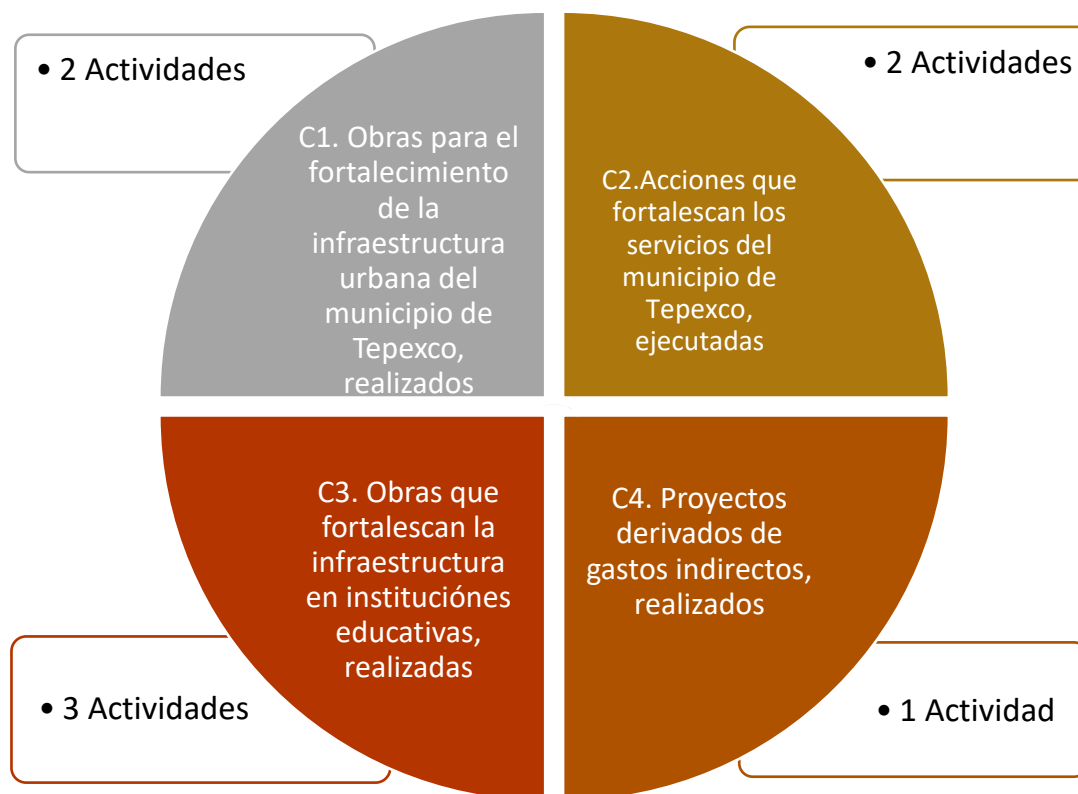 • 2 Actividades
C1. Obras para el
fortalecimiento
de la
infraestructura
urbana del
municipio de
Tepexco,
realizados
• 2 Actividades
C2.Acciones que
fortalescan los
servicios del
municipio de
Tepexco,
ejecutadas
C3. Obras que
fortalescan la
infraestructura
en instituciónes
educativas,
realizadas
• 3 Actividades
C4. Proyectos
derivados de
gastos indirectos,
realizados
• 1 Actividad